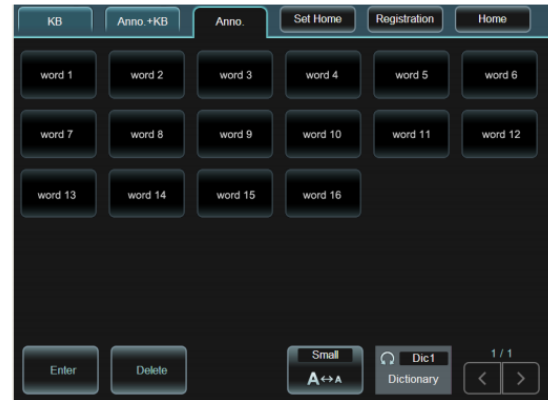 KB Anno.+KB Anno. Set Home Registration Home
word 1 word 2 word 3 word 4 word 5 word 6
word 7 word 8 word 9 word 10 word 11 word 12
word 13 word 14 word 15 word 16
Small Dic1 1 / 1
Enter Delete A↔A Dictionary < >